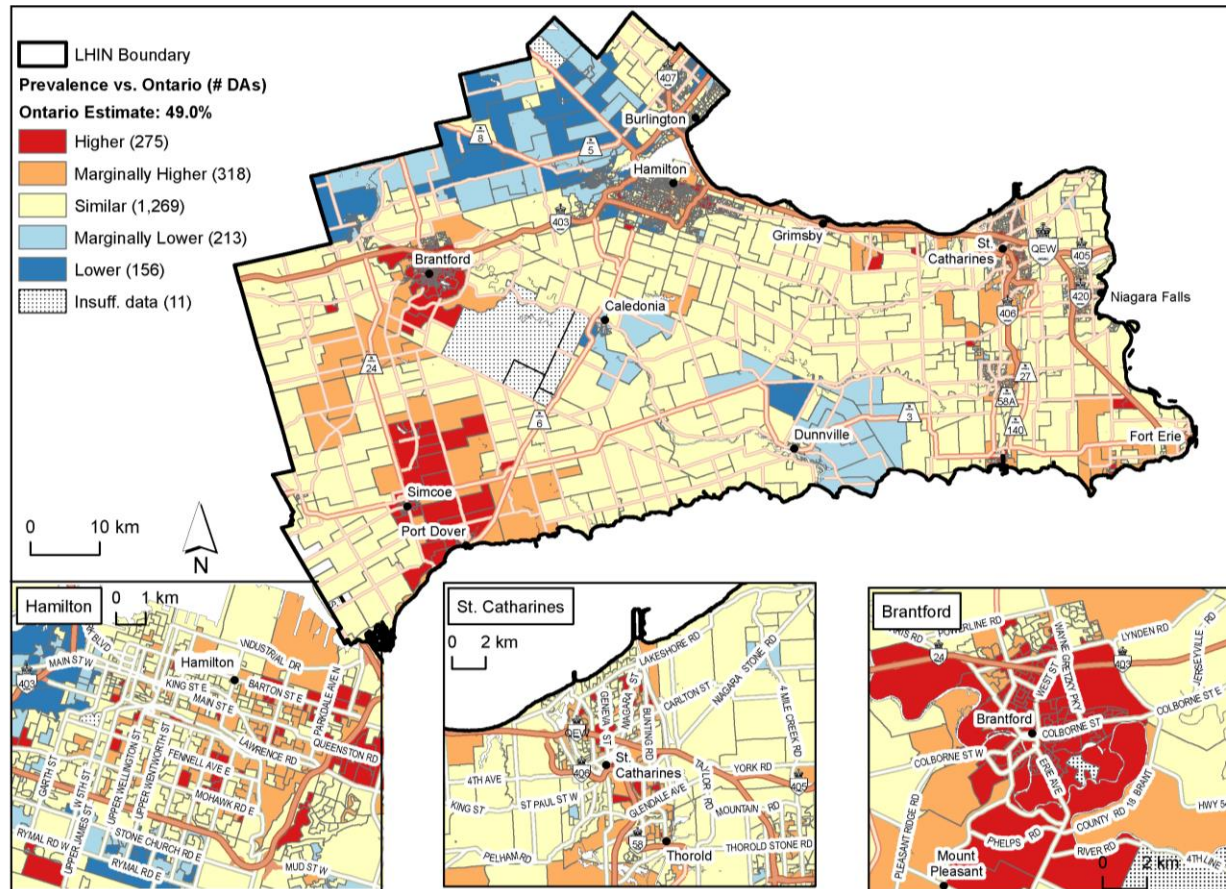 LHIN Boundary
Prevalence vs. Ontario (# DAs)
Ontario Estimate: 49.0%
Higher (275)
Marginally Higher (318)
Similar (1,269)
Marginally Lower (213)
Lower (156)
Insuff. data (11)
407
Burlington
8
5
Hamilton
403
Grimsby
St.
Catharines
QEW
405
Brantford
420
Niagara Falls
Caledonia
406
24
27
58A
6
3
140
Dunnville
Fort Erie
Simcoe
Port Dover
0 10 km
N
Hamilton
0 1 km
BLVD
INDUSTRIAL DR
MAIN ST W
Hamilton
403
KING ST E
BARTON ST E
MAIN ST E
PARKDALE AVE N
LAWRENCE RD
QUEENSTON RD
FENNELL AVE E
GARTH ST
W 5TH ST
UPPER WELLINGTON ST
UPPER WENTWORTH ST
MOHAWK RD E
UPPER JAMES ST
STONE CHURCH RD E
RYMAL RD W
RYMAL RD E
MUD ST W
St. Catharines
0 2 km
LAKESHORE RD
NIAGARA STONE RD
CARLTON ST
GENEVA ST
NIAGARA ST
BUNTING RD
4 MILE CREEK RD
QEW
4TH AVE
406
St.
Catharines
TAYLOR RD
YORK RD
405
KING ST
ST PAUL ST W
GLENDALE AVE
MOUNTAIN RD
58
PELHAM RD
Thorold
THOROLD STONE RD
Brantford
POWERLINE RD
24
WAYNE GRETZKY PKY
WEST ST
LYNDEN RD
403
JERSEYVILLE RD
Brantford
COLBORNE ST
COLBORNE ST E
COLBORNE ST W
ERIE AVE
COUNTY RD 18 BRANT
HWY 54
PLEASANT RIDGE RD
PHELPS RD
RIVER RD
4TH LINE
Mount
Pleasant
0 2 km